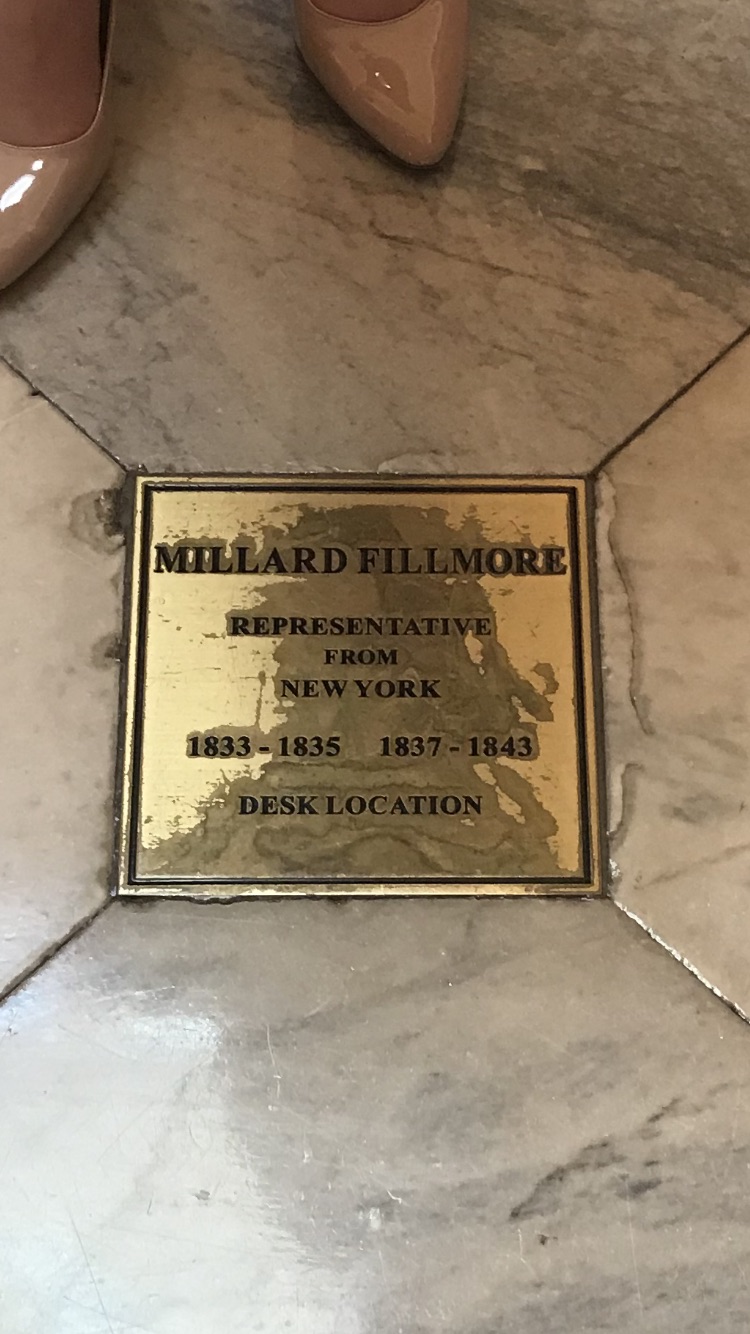 MILLARD FILLMORE
REPRESENTATIVE
FROM
NEW YORK
1833 - 1835 1837 - 1843
DESK LOCATION